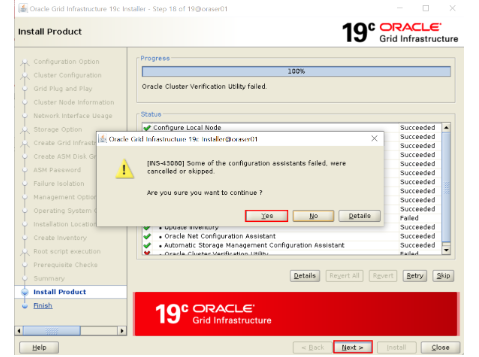 Oracle Grid Infrastructure 19c Installer - Step 18 of 19@oraser01
Install Product
19c ORACLE
Grid Infrastructure
Configuration Option
Cluster Configuration
Grid Plug and Play
Cluster Node Information
Network Interface Usage
Storage Option
Create Grid Infrastr
Create ASM Disk Gr
ASM Password
Failure Isolation
Management Option
Operating System
Installation Location
Create Inventory
Root script execution
Prerequisite Checks
Summary
Install Product
Finish
Progress
100%
Oracle Cluster Verification Utility failed.
Status
Configure Local Node Succeeded
Succeeded
Succeeded
Succeeded
Succeeded
Succeeded
Succeeded
Succeeded
Succeeded
Succeeded
Failed
• Update Inventory Succeeded
• Oracle Net Configuration Assistant Succeeded
• Automatic Storage Management Configuration Assistant Succeeded
• Oracle Cluster Verification Utility Failed
Oracle Grid Infrastructure 19c Installer@oraser01
[INS-43080] Some of the configuration assistants failed, were
cancelled or skipped.
Are you sure you want to continue ?
Yes No Details
Details Revert All Revert Retry Skip
19c ORACLE
Grid Infrastructure
Help < Back Next > Install Close